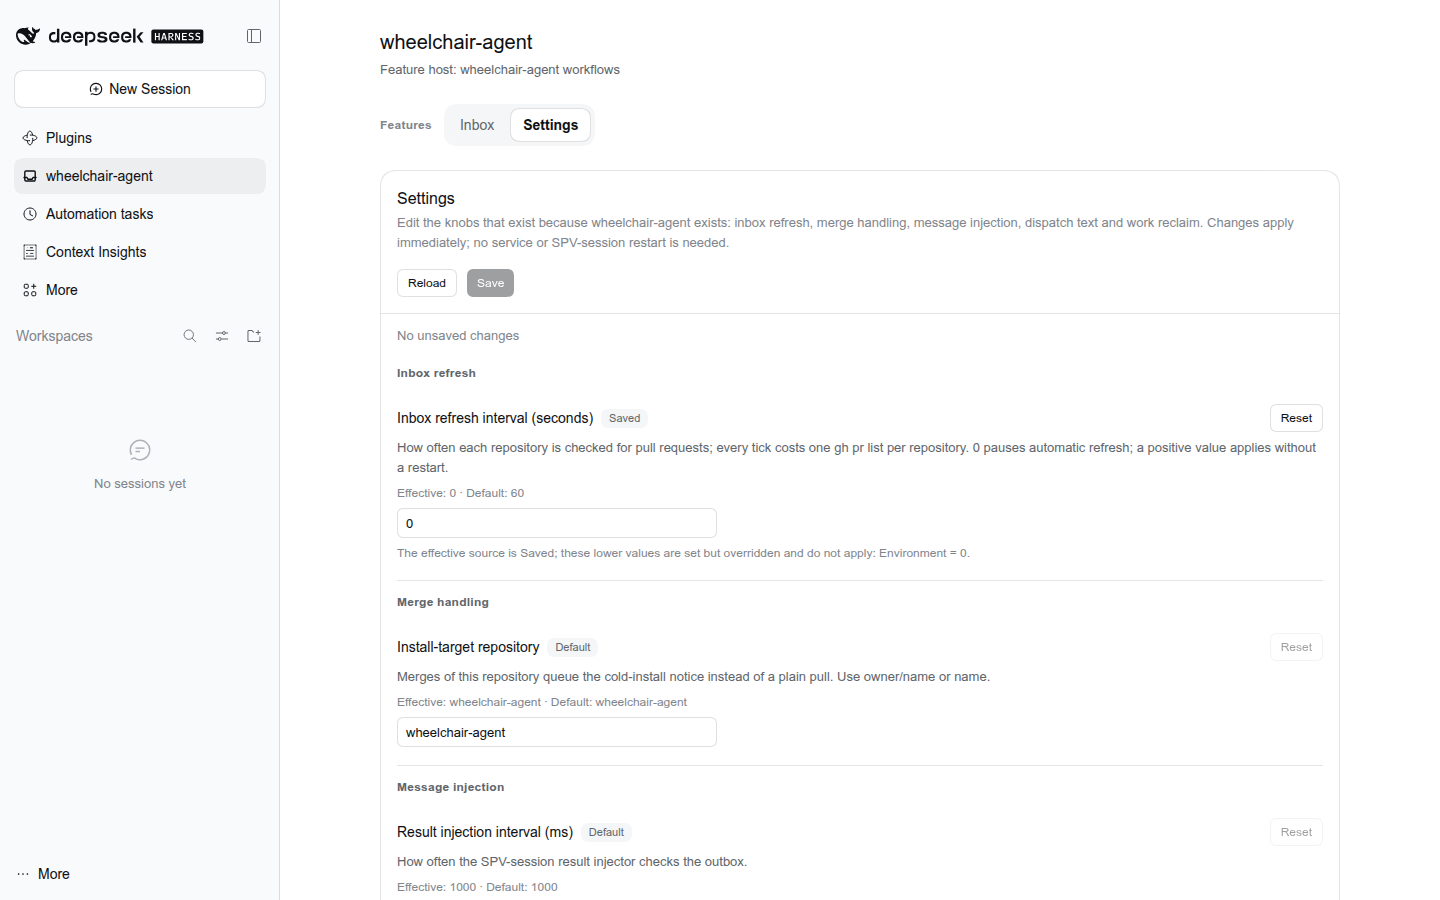 deepseek HARNESS
New Session
Plugins
wheelchair-agent
Automation tasks
Context Insights
More
Workspaces
No sessions yet
More
wheelchair-agent
Feature host: wheelchair-agent workflows
Features
Inbox
Settings
Settings
Edit the knobs that exist because wheelchair-agent exists: inbox refresh, merge handling, message injection, dispatch text and work reclaim. Changes apply
immediately; no service or SPV-session restart is needed.
Reload
Save
No unsaved changes
Inbox refresh
Inbox refresh interval (seconds) Saved
Reset
How often each repository is checked for pull requests; every tick costs one gh pr list per repository. 0 pauses automatic refresh; a positive value applies without
a restart.
Effective: 0 · Default: 60
0
The effective source is Saved; these lower values are set but overridden and do not apply: Environment = 0.
Merge handling
Install-target repository Default
Reset
Merges of this repository queue the cold-install notice instead of a plain pull. Use owner/name or name.
Effective: wheelchair-agent · Default: wheelchair-agent
wheelchair-agent
Message injection
Result injection interval (ms) Default
Reset
How often the SPV-session result injector checks the outbox.
Effective: 1000 · Default: 1000